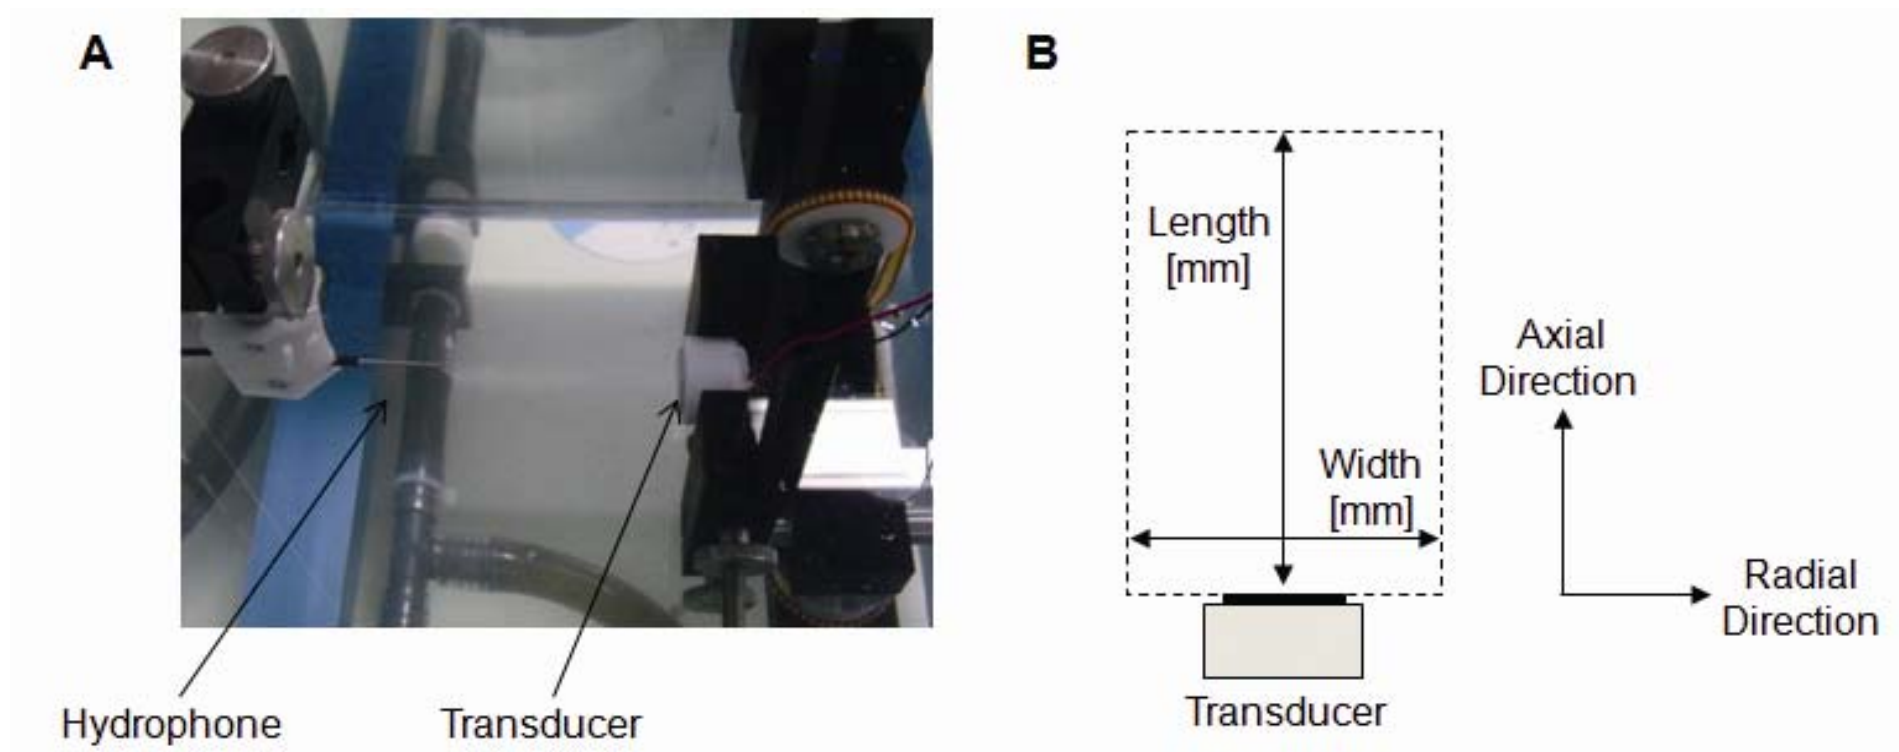 A
B
Length
[mm]
Width
[mm]
Axial
Direction
Radial
Direction
Hydrophone
Transducer
Transducer